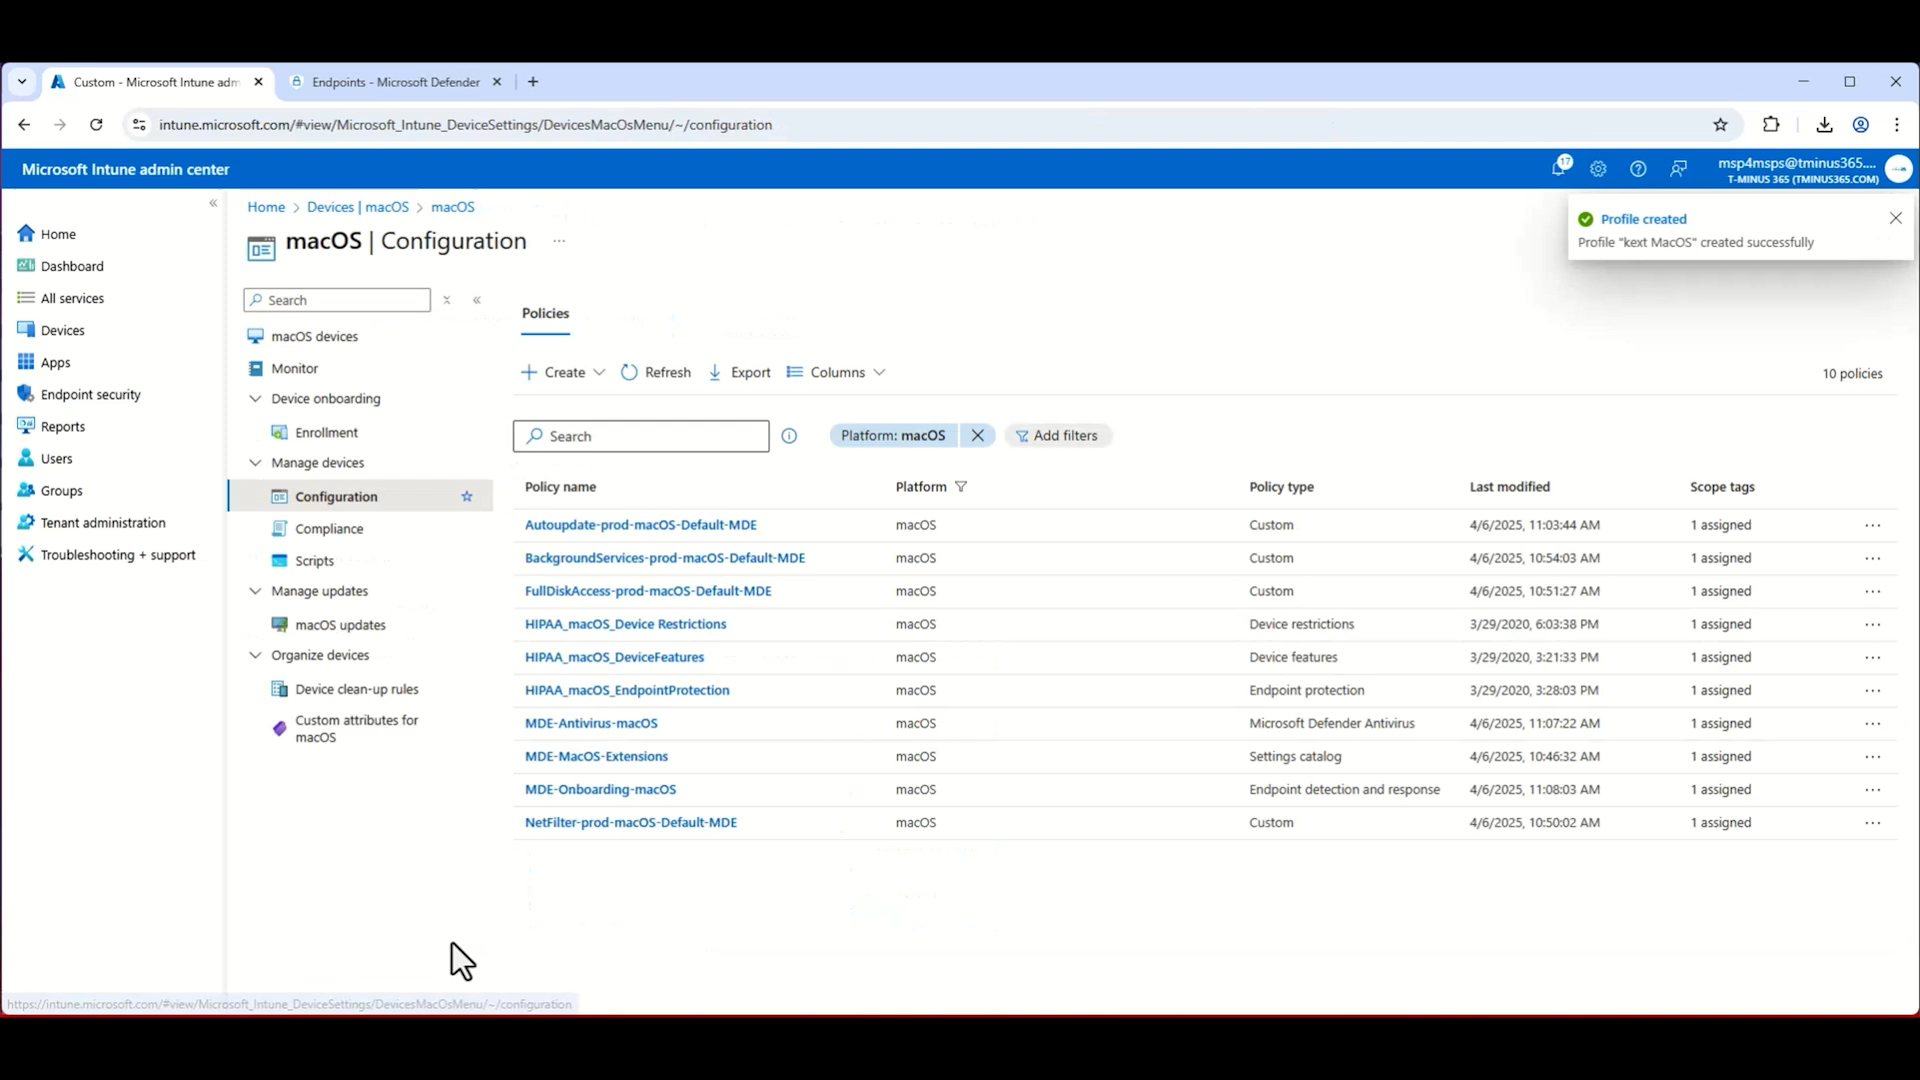 Custom - Microsoft Intune adm
Endpoints - Microsoft Defender
intune.microsoft.com/#view/Microsoft_Intune_DeviceSettings/DevicesMacOsMenu/~/configuration
Microsoft Intune admin center
17
msp4msps@tminus365....
T-MINUS 365 (TMINUS365.COM)
Profile created
Profile "kext MacOS" created successfully
Home
Dashboard
All services
Devices
Apps
Endpoint security
Reports
Users
Groups
Tenant administration
Troubleshooting + support
Home > Devices | macOS > macOS
macOS | Configuration ...
Search
macOS devices
Monitor
Device onboarding
Enrollment
Manage devices
Configuration
Compliance
Scripts
Manage updates
macOS updates
Organize devices
Device clean-up rules
Custom attributes for
macOS
Policies
Create Refresh Export Columns
10 policies
Search
Platform: macOS
Add filters
Policy name Platform Policy type Last modified Scope tags
Autoupdate-prod-macOS-Default-MDE macOS Custom 4/6/2025, 11:03:44 AM 1 assigned ...
BackgroundServices-prod-macOS-Default-MDE macOS Custom 4/6/2025, 10:54:03 AM 1 assigned ...
FullDiskAccess-prod-macOS-Default-MDE macOS Custom 4/6/2025, 10:51:27 AM 1 assigned ...
HIPAA_macOS_Device Restrictions macOS Device restrictions 3/29/2020, 6:03:38 PM 1 assigned ...
HIPAA_macOS_DeviceFeatures macOS Device features 3/29/2020, 3:21:33 PM 1 assigned ...
HIPAA_macOS_EndpointProtection macOS Endpoint protection 3/29/2020, 3:28:03 PM 1 assigned ...
MDE-Antivirus-macOS macOS Microsoft Defender Antivirus 4/6/2025, 11:07:22 AM 1 assigned ...
MDE-MacOS-Extensions macOS Settings catalog 4/6/2025, 10:46:32 AM 1 assigned ...
MDE-Onboarding-macOS macOS Endpoint detection and response 4/6/2025, 11:08:03 AM 1 assigned ...
NetFilter-prod-macOS-Default-MDE macOS Custom 4/6/2025, 10:50:02 AM 1 assigned ...
https://intune.microsoft.com/#view/Microsoft_Intune_DeviceSettings/DevicesMacOsMenu/~/configuration